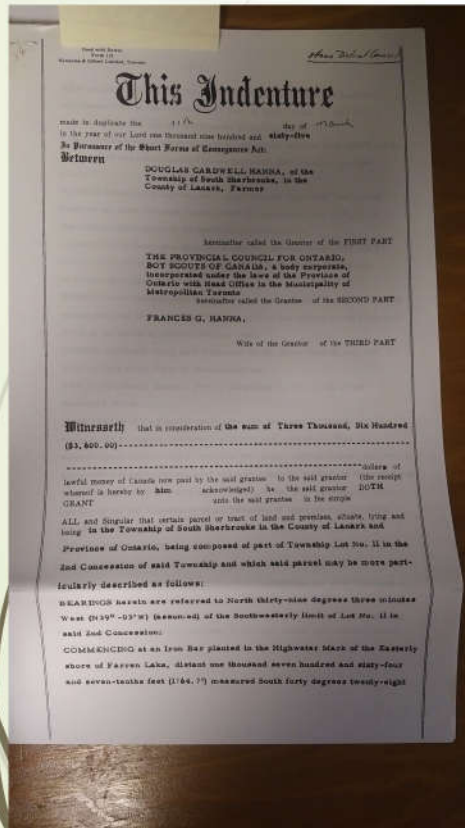 Deed with Dower
This Indenture
made in duplicate the 11th day of March
in the year of our Lord one thousand nine hundred and sixty-five
In Pursuance of the Short Forms of Conveyances Act:
Between
DOUGLAS CARDWELL HANNA, of the
Township of South Sherbrooke, in the
County of Lanark, Farmer
hereinafter called the Grantor of the FIRST PART
THE PROVINCIAL COUNCIL FOR ONTARIO,
BOY SCOUTS OF CANADA, a body corporate,
incorporated under the laws of the Province of
Ontario with Head Office in the Municipality of
Metropolitan Toronto
hereinafter called the Grantee of the SECOND PART
FRANCES G. HANNA,
Wife of the Grantor of the THIRD PART
Witnesseth that in consideration of the sum of Three Thousand, Six Hundred
($3,600.00)--------------------------------
--------------------------------dollars of
lawful money of Canada now paid by the said grantee to the said grantor (the receipt
whereof is hereby by him acknowledged) he the said grantor DOTH
GRANT unto the said grantee in fee simple
ALL and Singular that certain parcel or tract of land and premises, situate, lying and
being in the Township of South Sherbrooke in the County of Lanark and
Province of Ontario, being composed of part of Township Lot No. 11 in the
2nd Concession of said Township and which said parcel may be more part-
icularly described as follows:
BEARINGS herein are referred to North thirty-nine degrees three minutes
West (N39°-03'W) (assumed) of the Southwesterly limit of Lot No. 11 in
said 2nd Concession;
COMMENCING at an Iron Bar planted in the Highwater Mark of the Easterly
shore of Farren Lake, distant one thousand seven hundred and sixty-four
and seven-tenths feet (1764.7') measured South forty degrees twenty-eight